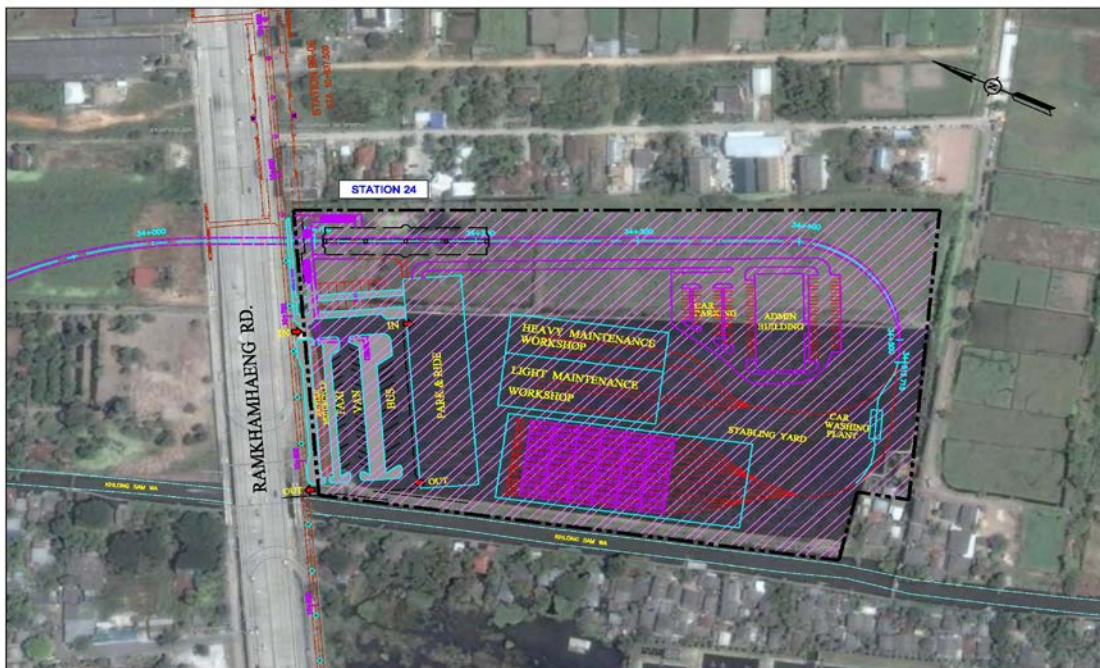 STATION 24
34+000
34+300
34+400
RAMKHAMHAENG RD.
IN
IN
TAXI
VAN
BUS
PARK & RIDE
OUT
OUT
HEAVY MAINTENANCE
WORKSHOP
LIGHT MAINTENANCE
WORKSHOP
CAR
PARKING
ADMIN
BUILDING
STABLING YARD
CAR
WASHING
PLANT
34+500
KHLONG SAM WA
KHLONG SAM WA
N